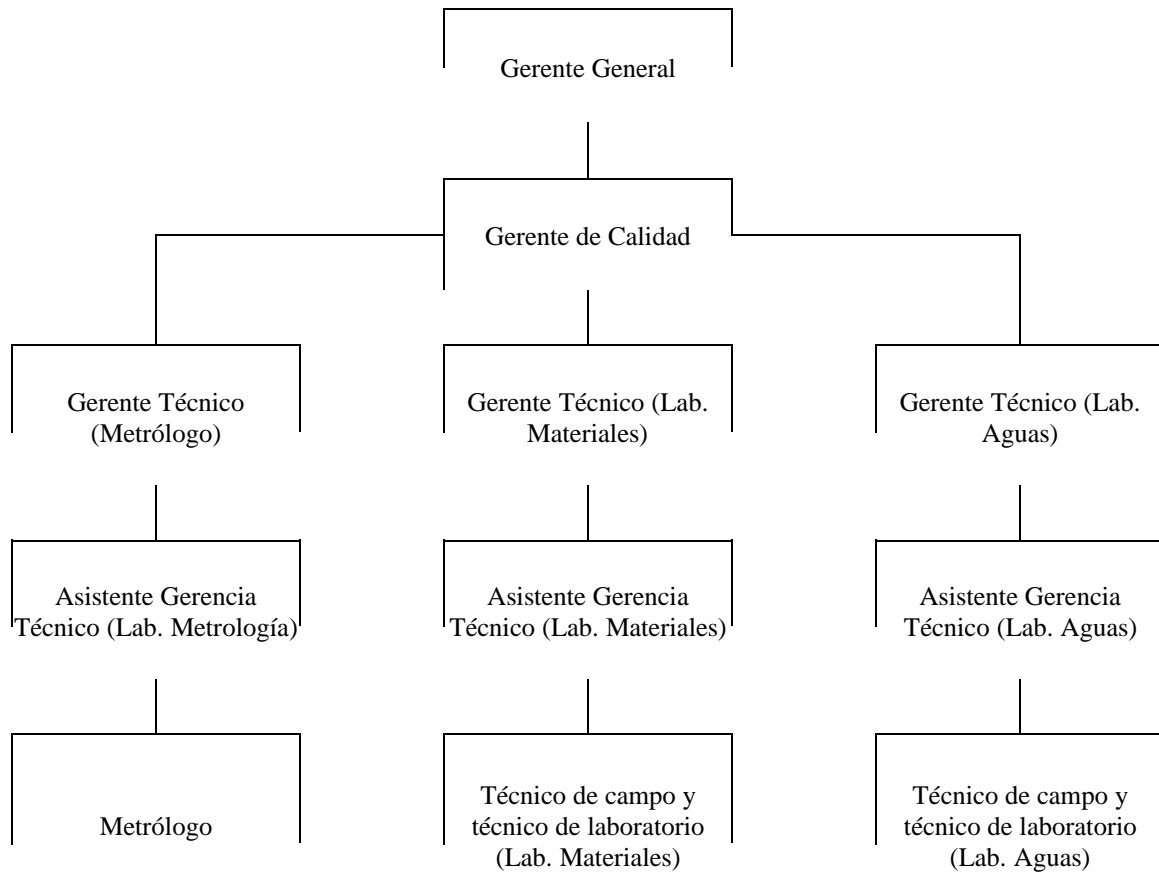 Gerente General
Gerente de Calidad
Gerente Técnico
(Metrólogo)
Gerente Técnico (Lab.
Materiales)
Gerente Técnico (Lab.
Aguas)
Asistente Gerencia
Técnico (Lab. Metrología)
Asistente Gerencia
Técnico (Lab. Materiales)
Asistente Gerencia
Técnico (Lab. Aguas)
Metrólogo
Técnico de campo y
técnico de laboratorio
(Lab. Materiales)
Técnico de campo y
técnico de laboratorio
(Lab. Aguas)